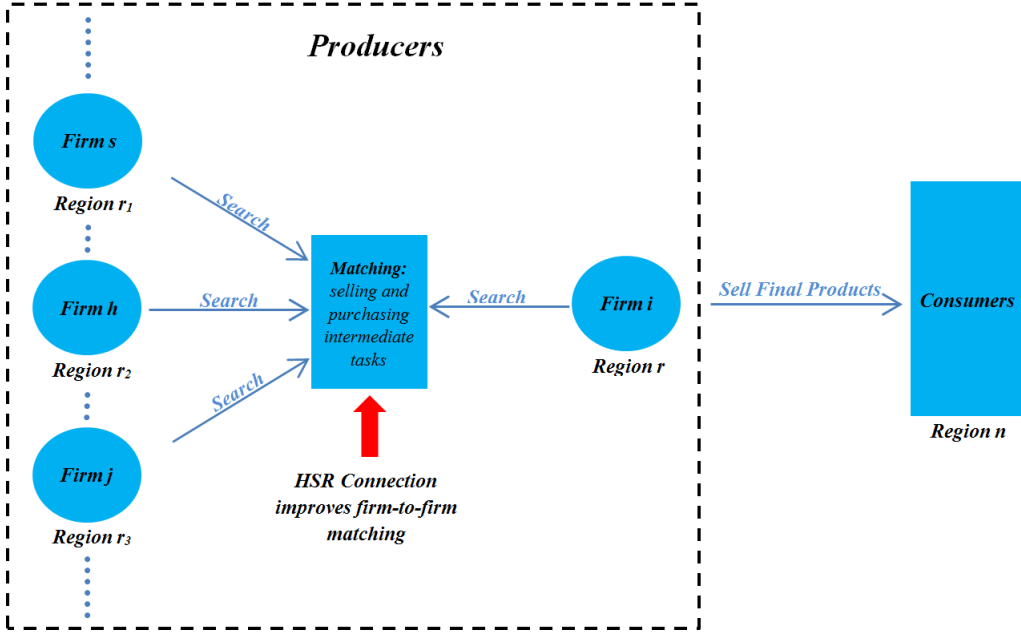 Producers
Firm s
Region r₁
Search
Firm h
Region r₂
Search
Firm j
Region r₃
Search
Matching:
selling and
purchasing
intermediate
tasks
HSR Connection
improves firm-to-firm
matching
Search
Firm i
Region r
Sell Final Products
Consumers
Region n